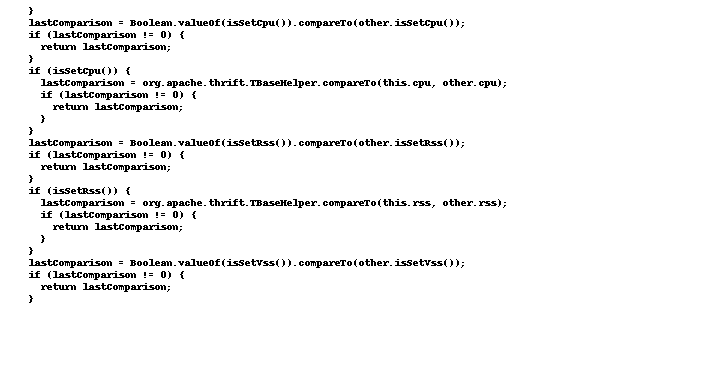 }
lastComparison = Boolean.valueOf(isSetCpu()).compareTo(other.isSetCpu());
if (lastComparison != 0) {
  return lastComparison;
}
if (isSetCpu()) {
  lastComparison = org.apache.thrift.TBaseHelper.compareTo(this.cpu, other.cpu);
  if (lastComparison != 0) {
    return lastComparison;
  }
}
lastComparison = Boolean.valueOf(isSetRss()).compareTo(other.isSetRss());
if (lastComparison != 0) {
  return lastComparison;
}
if (isSetRss()) {
  lastComparison = org.apache.thrift.TBaseHelper.compareTo(this.rss, other.rss);
  if (lastComparison != 0) {
    return lastComparison;
  }
}
lastComparison = Boolean.valueOf(isSetVss()).compareTo(other.isSetVss());
if (lastComparison != 0) {
  return lastComparison;
}